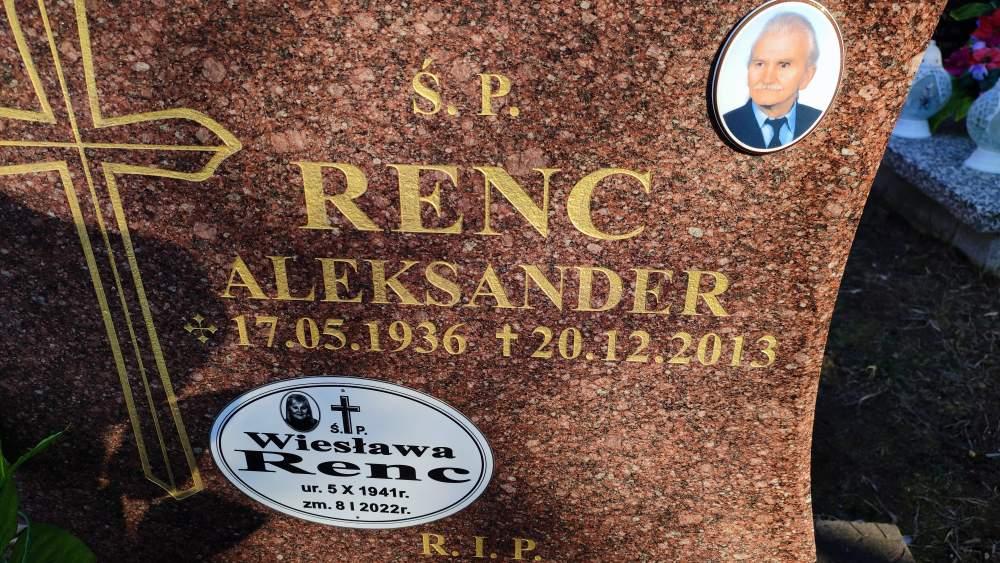 Ś. P.
RENC
ALEKSANDER
17.05.1936 20.12.2013
Ś. P.
Wiesława
Renc
ur. 5 X 1941r.
zm. 8 I 2022r.
R. I. P.